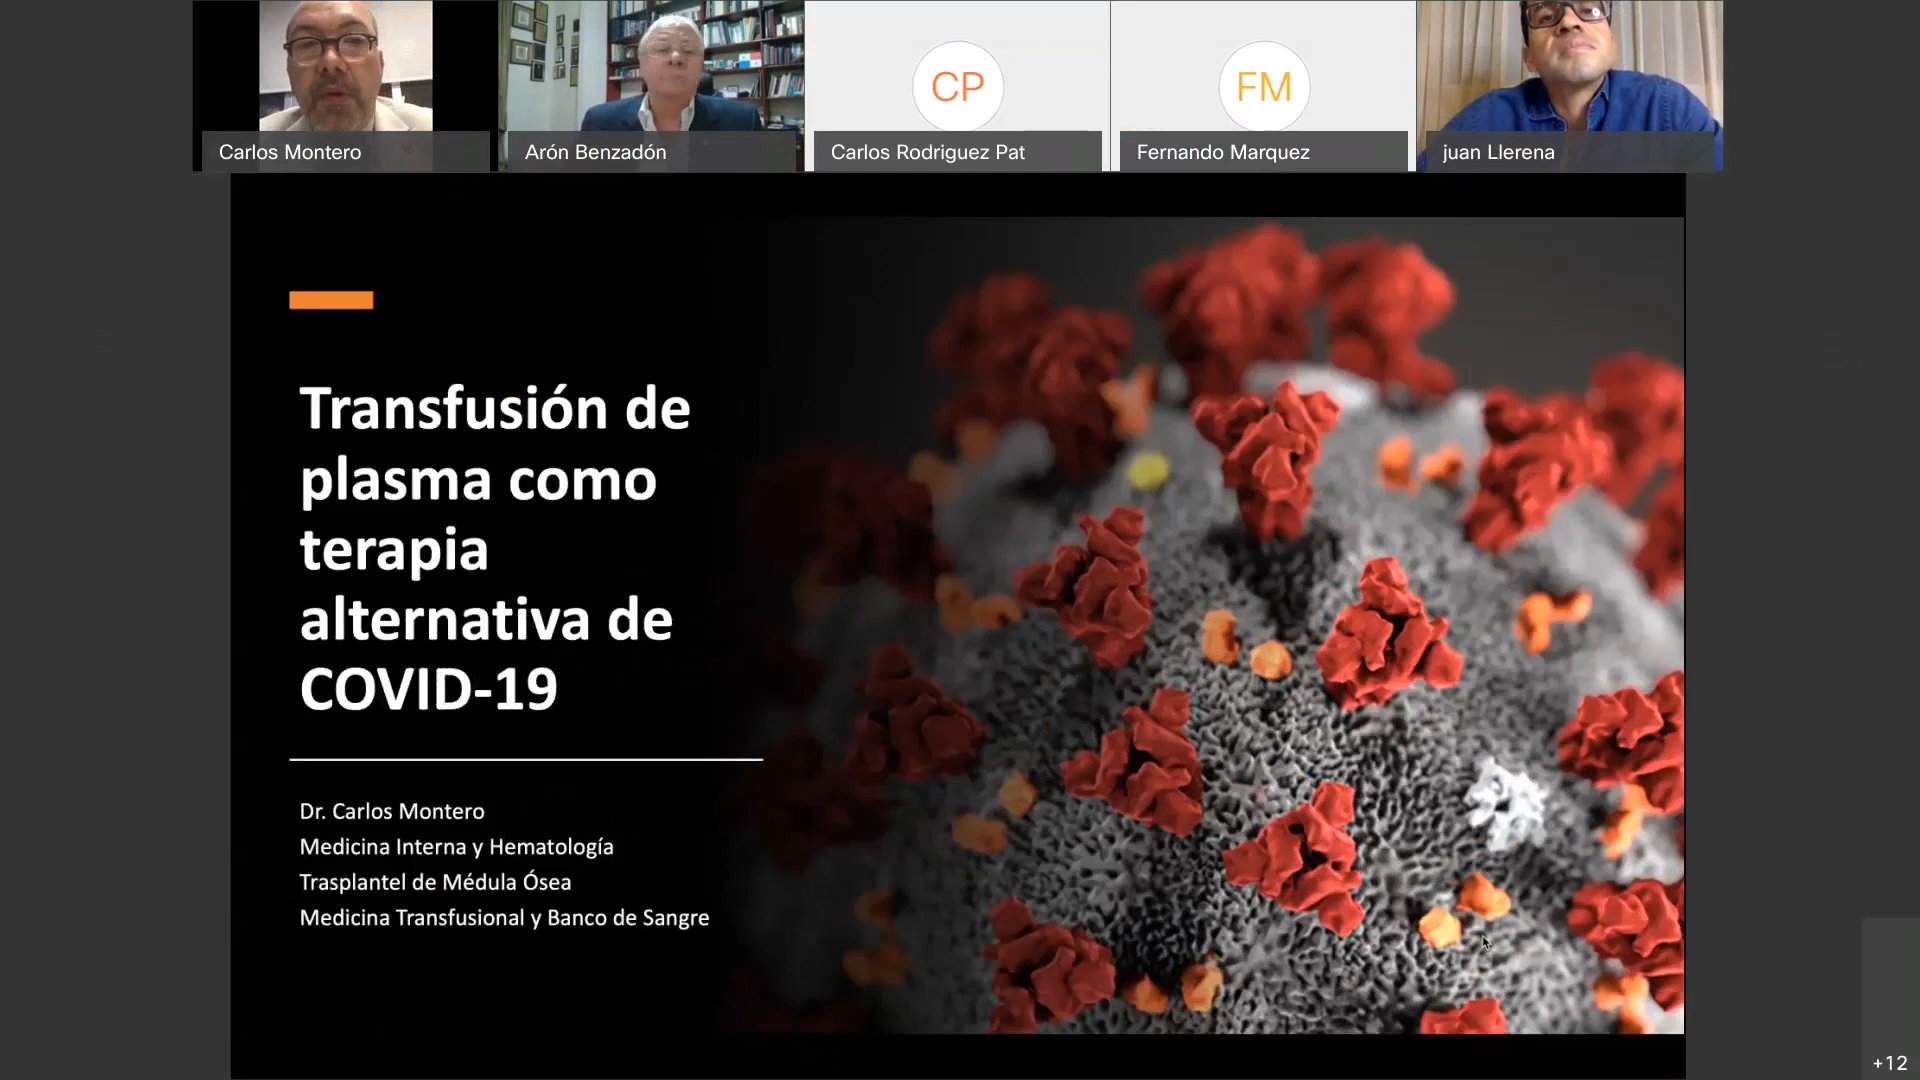 CP
FM
Carlos Montero
Arón Benzadón
Carlos Rodriguez Pat
Fernando Marquez
juan Llerena
Transfusión de
plasma como
terapia
alternativa de
COVID-19
Dr. Carlos Montero
Medicina Interna y Hematología
Trasplantel de Médula Ósea
Medicina Transfusional y Banco de Sangre
+12